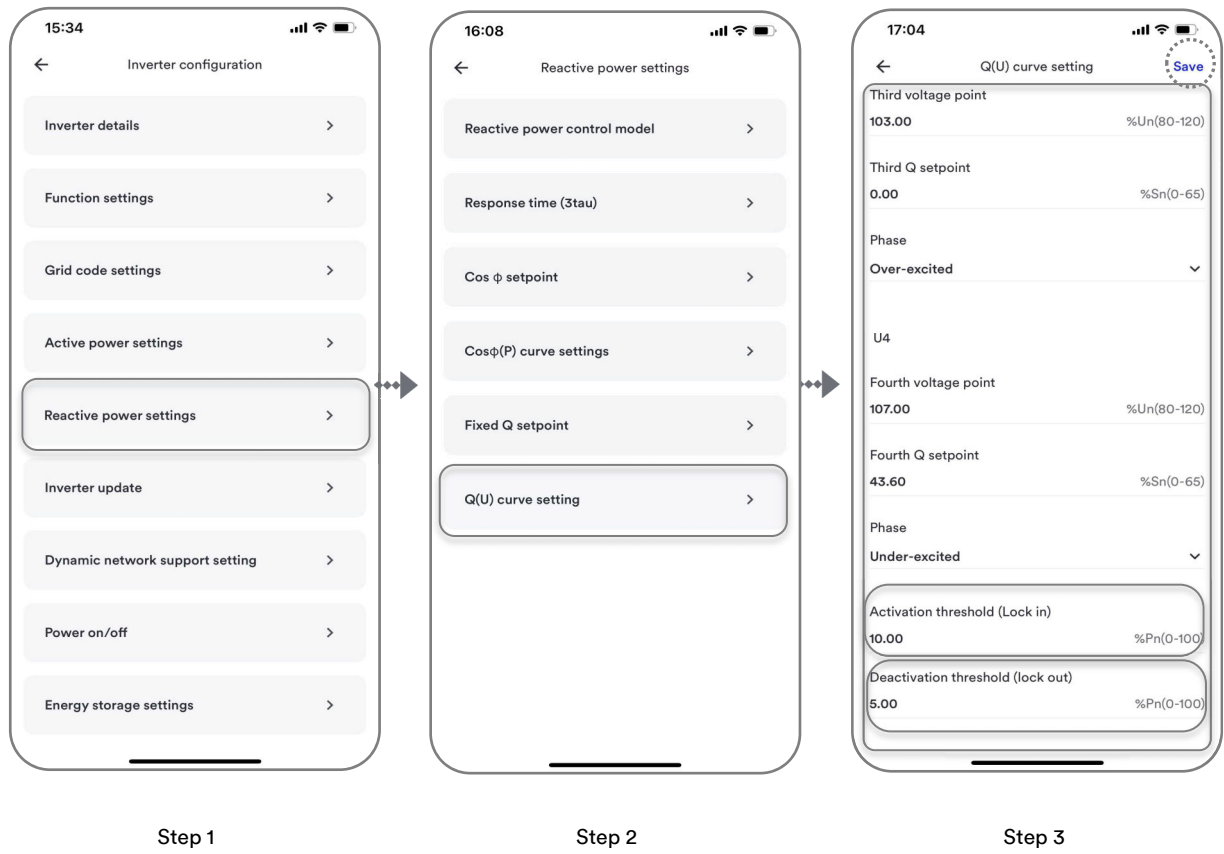 15:34
Inverter configuration
Inverter details
Function settings
Grid code settings
Active power settings
Reactive power settings
Inverter update
Dynamic network support setting
Power on/off
Energy storage settings
Step 1
16:08
Reactive power settings
Reactive power control model
Response time (3tau)
Cos ϕ setpoint
Cosϕ(P) curve settings
Fixed Q setpoint
Q(U) curve setting
Step 2
17:04
Q(U) curve setting Save
Third voltage point
103.00 %Un(80-120)
Third Q setpoint
0.00 %Sn(0-65)
Phase
Over-excited
U4
Fourth voltage point
107.00 %Un(80-120)
Fourth Q setpoint
43.60 %Sn(0-65)
Phase
Under-excited
Activation threshold (Lock in)
10.00 %Pn(0-100)
Deactivation threshold (lock out)
5.00 %Pn(0-100)
Step 3